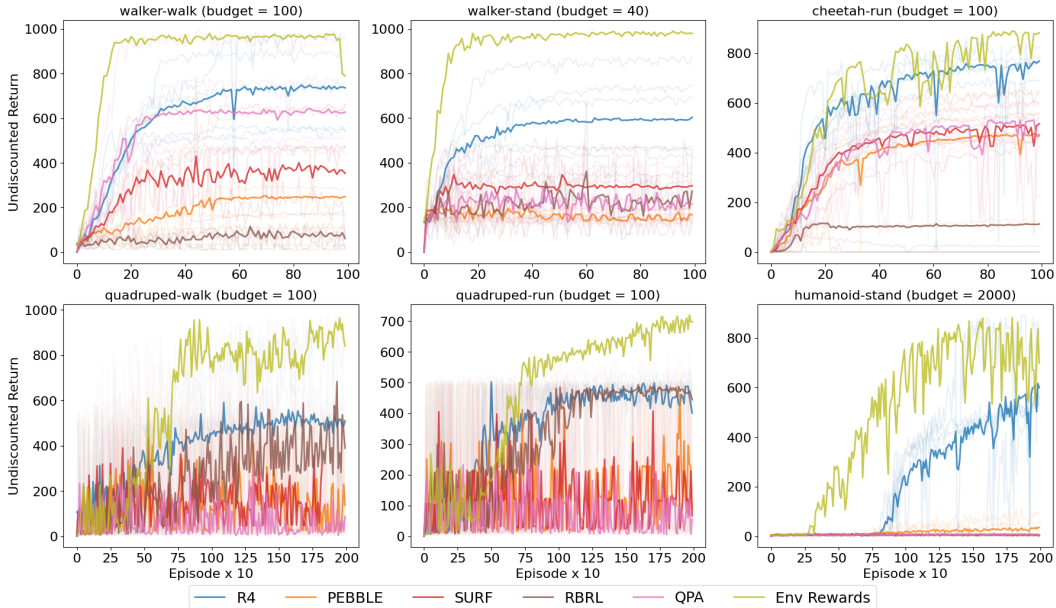 walker-walk (budget = 100)
walker-stand (budget = 40)
cheetah-run (budget = 100)
Undiscounted Return
1000
800
600
400
200
0
0 20 40 60 80 100
1000
800
600
400
200
0
0 20 40 60 80 100
800
600
400
200
0
0 20 40 60 80 100
quadruped-walk (budget = 100)
quadruped-run (budget = 100)
humanoid-stand (budget = 2000)
Undiscounted Return
1000
800
600
400
200
0
0 25 50 75 100 125 150 175 200
Episode x 10
700
600
500
400
300
200
100
0
0 25 50 75 100 125 150 175 200
Episode x 10
800
600
400
200
0
0 25 50 75 100 125 150 175 200
Episode x 10
R4 PEBBLE SURF RBRL QPA Env Rewards